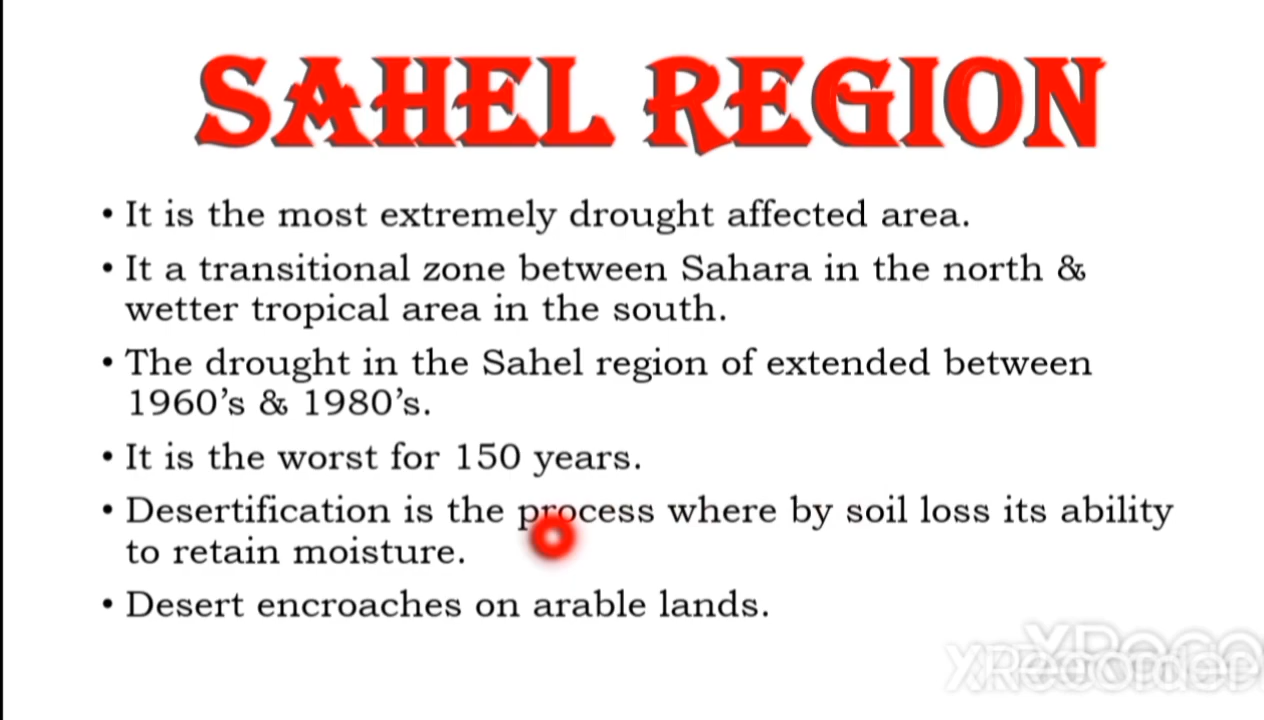 SAHEL REGION
• It is the most extremely drought affected area.
• It a transitional zone between Sahara in the north &
wetter tropical area in the south.
• The drought in the Sahel region of extended between
1960’s & 1980’s.
• It is the worst for 150 years.
• Desertification is the process where by soil loss its ability
to retain moisture.
• Desert encroaches on arable lands.
XRecorder